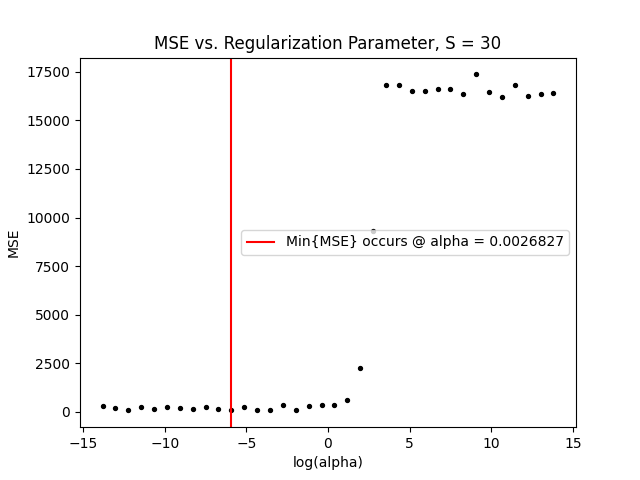 MSE vs. Regularization Parameter, S = 30
MSE
17500
15000
12500
10000
7500
5000
2500
0
Min{MSE} occurs @ alpha = 0.0026827
−15 −10 −5 0 5 10 15
log(alpha)